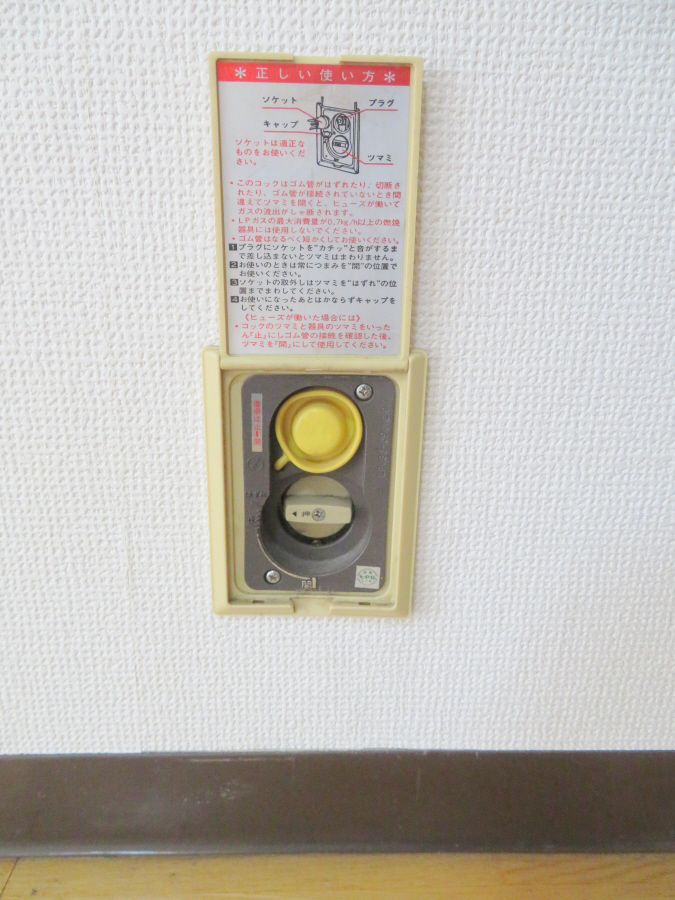 ＊正しい使い方＊
ソケット
プラグ
キャップ
ツマミ
ソケットは適正な
ものをお使いくだ
さい。
・このコックはゴム管がはずれたり、切断さ
れたり、ゴム管が接続されていないとき間
違えてツマミを開くと、ヒューズが働いて
ガスの流出がしゃ断されます。
・LPガスの最大消費量が0.7kg/h以上の燃焼
器具には使用しないでください。
・ゴム管はなるべく短かくしてお使いください。
1 プラグにソケットを"カチッ"と音がするま
で差し込まないとツマミはまわりません。
2 お使いのときは常につまみを"開"の位置で
お使いください。
3 ソケットの取外しはツマミを"はずれ"の位
置までまわしてください。
4 お使いになったあとはかならずキャップを
してください。
《ヒューズが働いた場合には》
・コックのツマミと器具のツマミをいった
ん「止」にしゴム管の接続を確認した後、
ツマミを「開」にして使用してください。
◀押
開
LPG